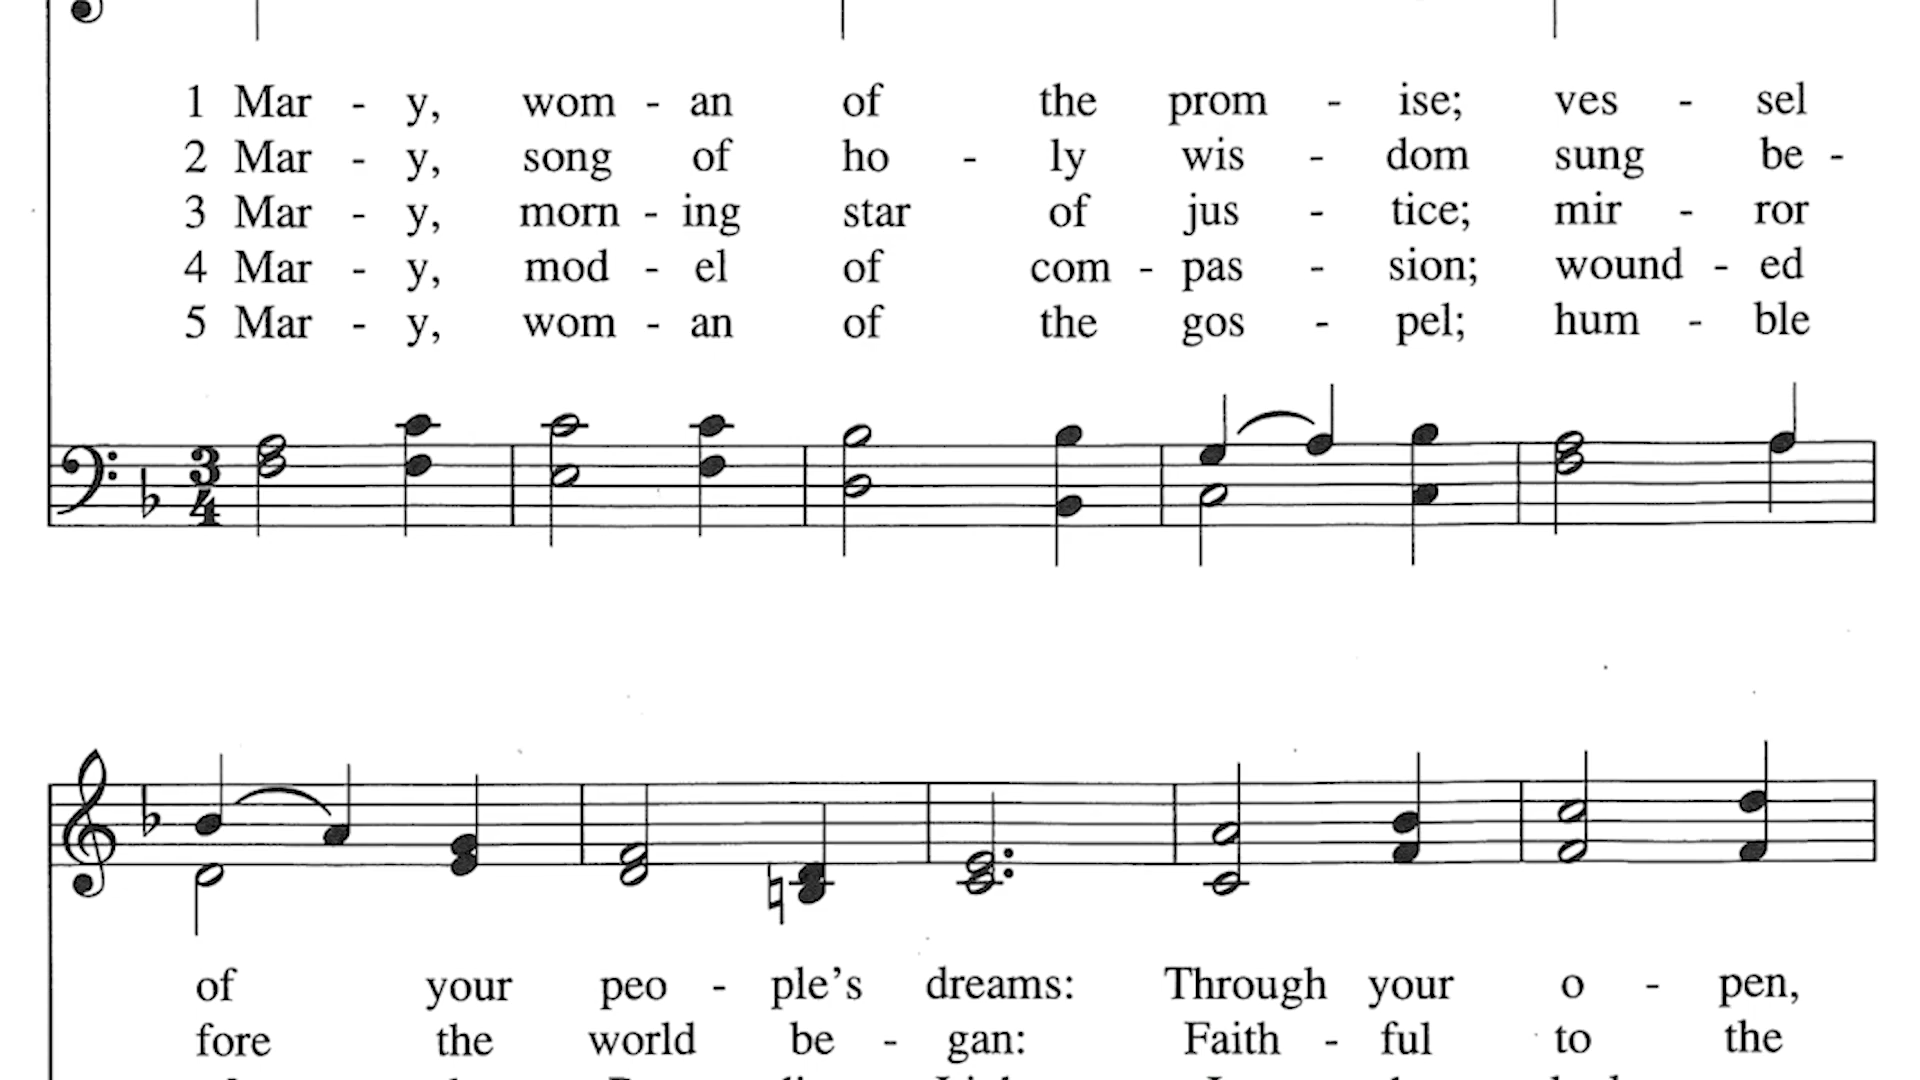 1 Mar - y, wom - an of the prom - ise; ves - sel
2 Mar - y, song of ho - ly wis - dom sung be -
3 Mar - y, morn - ing star of jus - tice; mir - ror
4 Mar - y, mod - el of com - pas - sion; wound - ed
5 Mar - y, wom - an of the gos - pel; hum - ble
3
4
of your peo - ple's dreams: Through your o - pen,
fore the world be - gan: Faith - ful to the